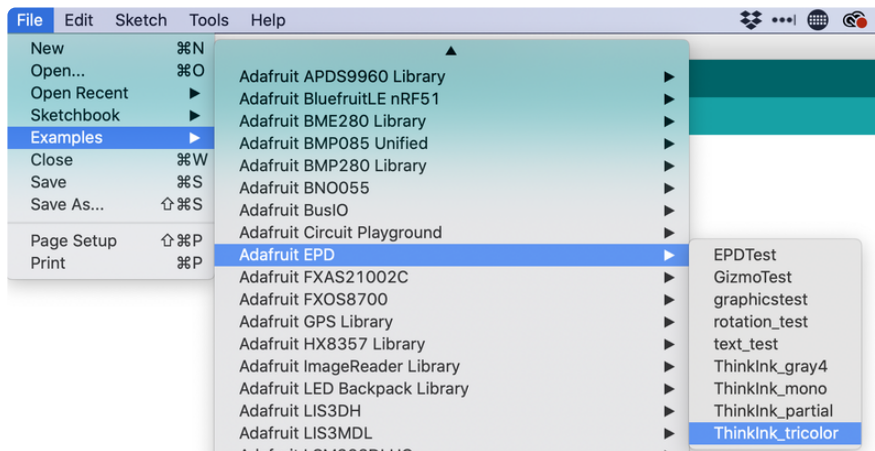 File Edit Sketch Tools Help
New ⌘N
Open... ⌘O
Open Recent ▶
Sketchbook ▶
Examples ▶
Close ⌘W
Save ⌘S
Save As... ⇧⌘S
Page Setup ⇧⌘P
Print ⌘P
Adafruit APDS9960 Library ▶
Adafruit BluefruitLE nRF51 ▶
Adafruit BME280 Library ▶
Adafruit BMP085 Unified ▶
Adafruit BMP280 Library ▶
Adafruit BNO055 ▶
Adafruit BusIO ▶
Adafruit Circuit Playground ▶
Adafruit EPD ▶
Adafruit FXAS21002C ▶
Adafruit FXOS8700 ▶
Adafruit GPS Library ▶
Adafruit HX8357 Library ▶
Adafruit ImageReader Library ▶
Adafruit LED Backpack Library ▶
Adafruit LIS3DH ▶
Adafruit LIS3MDL ▶
EPDTest
GizmoTest
graphicstest
rotation_test
text_test
ThinkInk_gray4
ThinkInk_mono
ThinkInk_partial
ThinkInk_tricolor